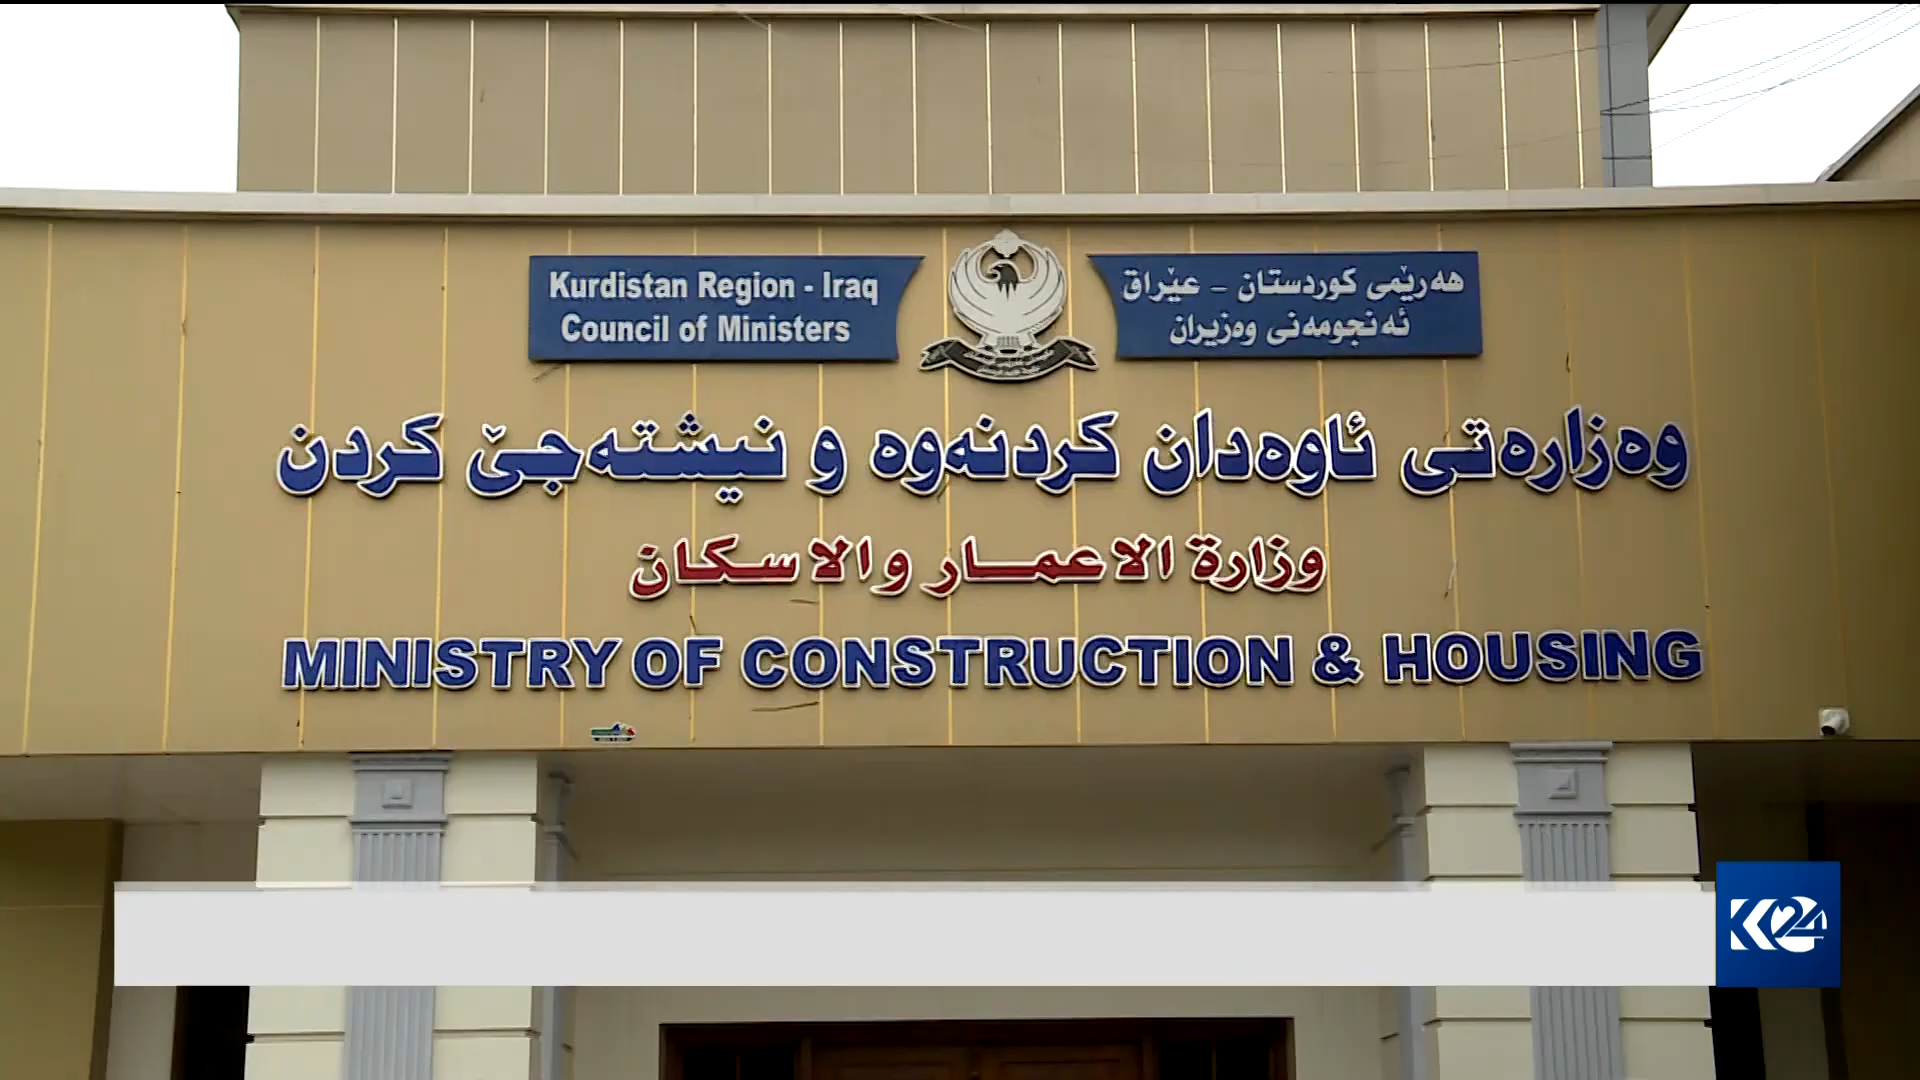 Kurdistan Region - Iraq
Council of Ministers
هەرێمی کوردستان - عێراق
ئەنجومەنی وەزیران
وەزارەتی ئاوەدان کردنەوە و نیشتەجێ کردن
وزارة الاعمار والاسكان
MINISTRY OF CONSTRUCTION & HOUSING
K24